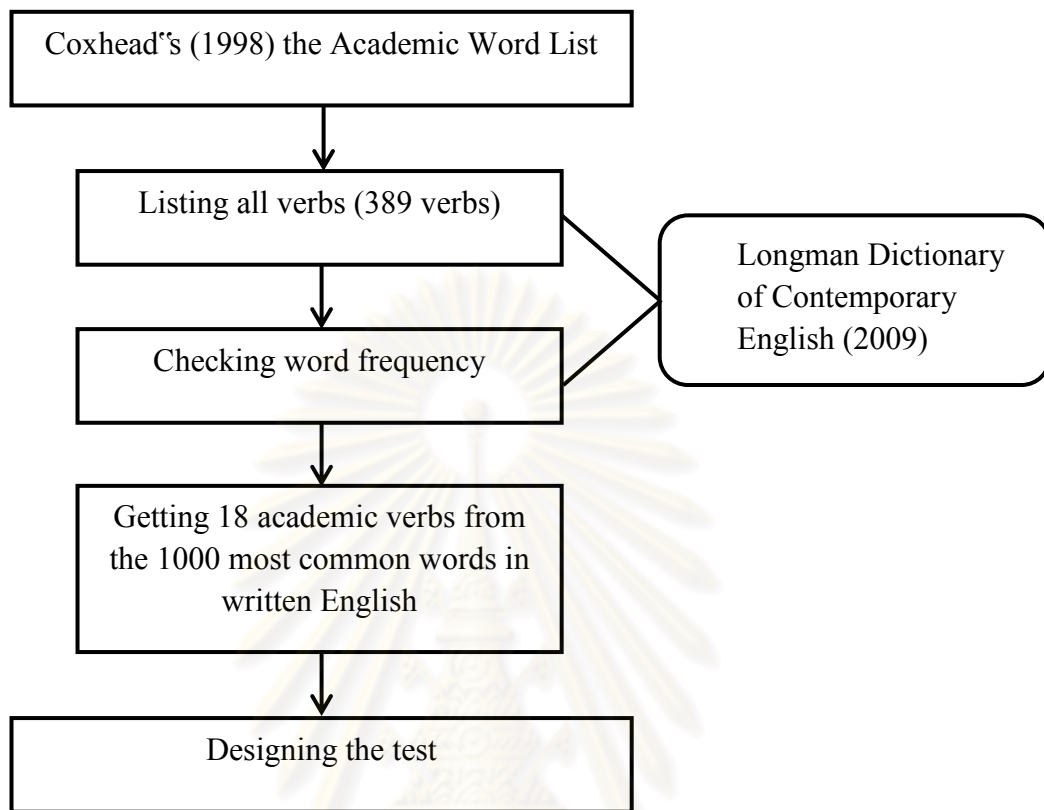 Coxhead‟s (1998) the Academic Word List
Listing all verbs (389 verbs)
Longman Dictionary
of Contemporary
English (2009)
Checking word frequency
Getting 18 academic verbs from
the 1000 most common words in
written English
Designing the test